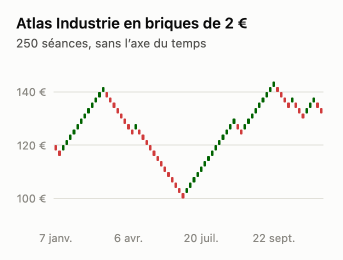 Atlas Industrie en briques de 2 €
250 séances, sans l’axe du temps
140 €
120 €
100 €
7 janv. 6 avr. 20 juil. 22 sept.